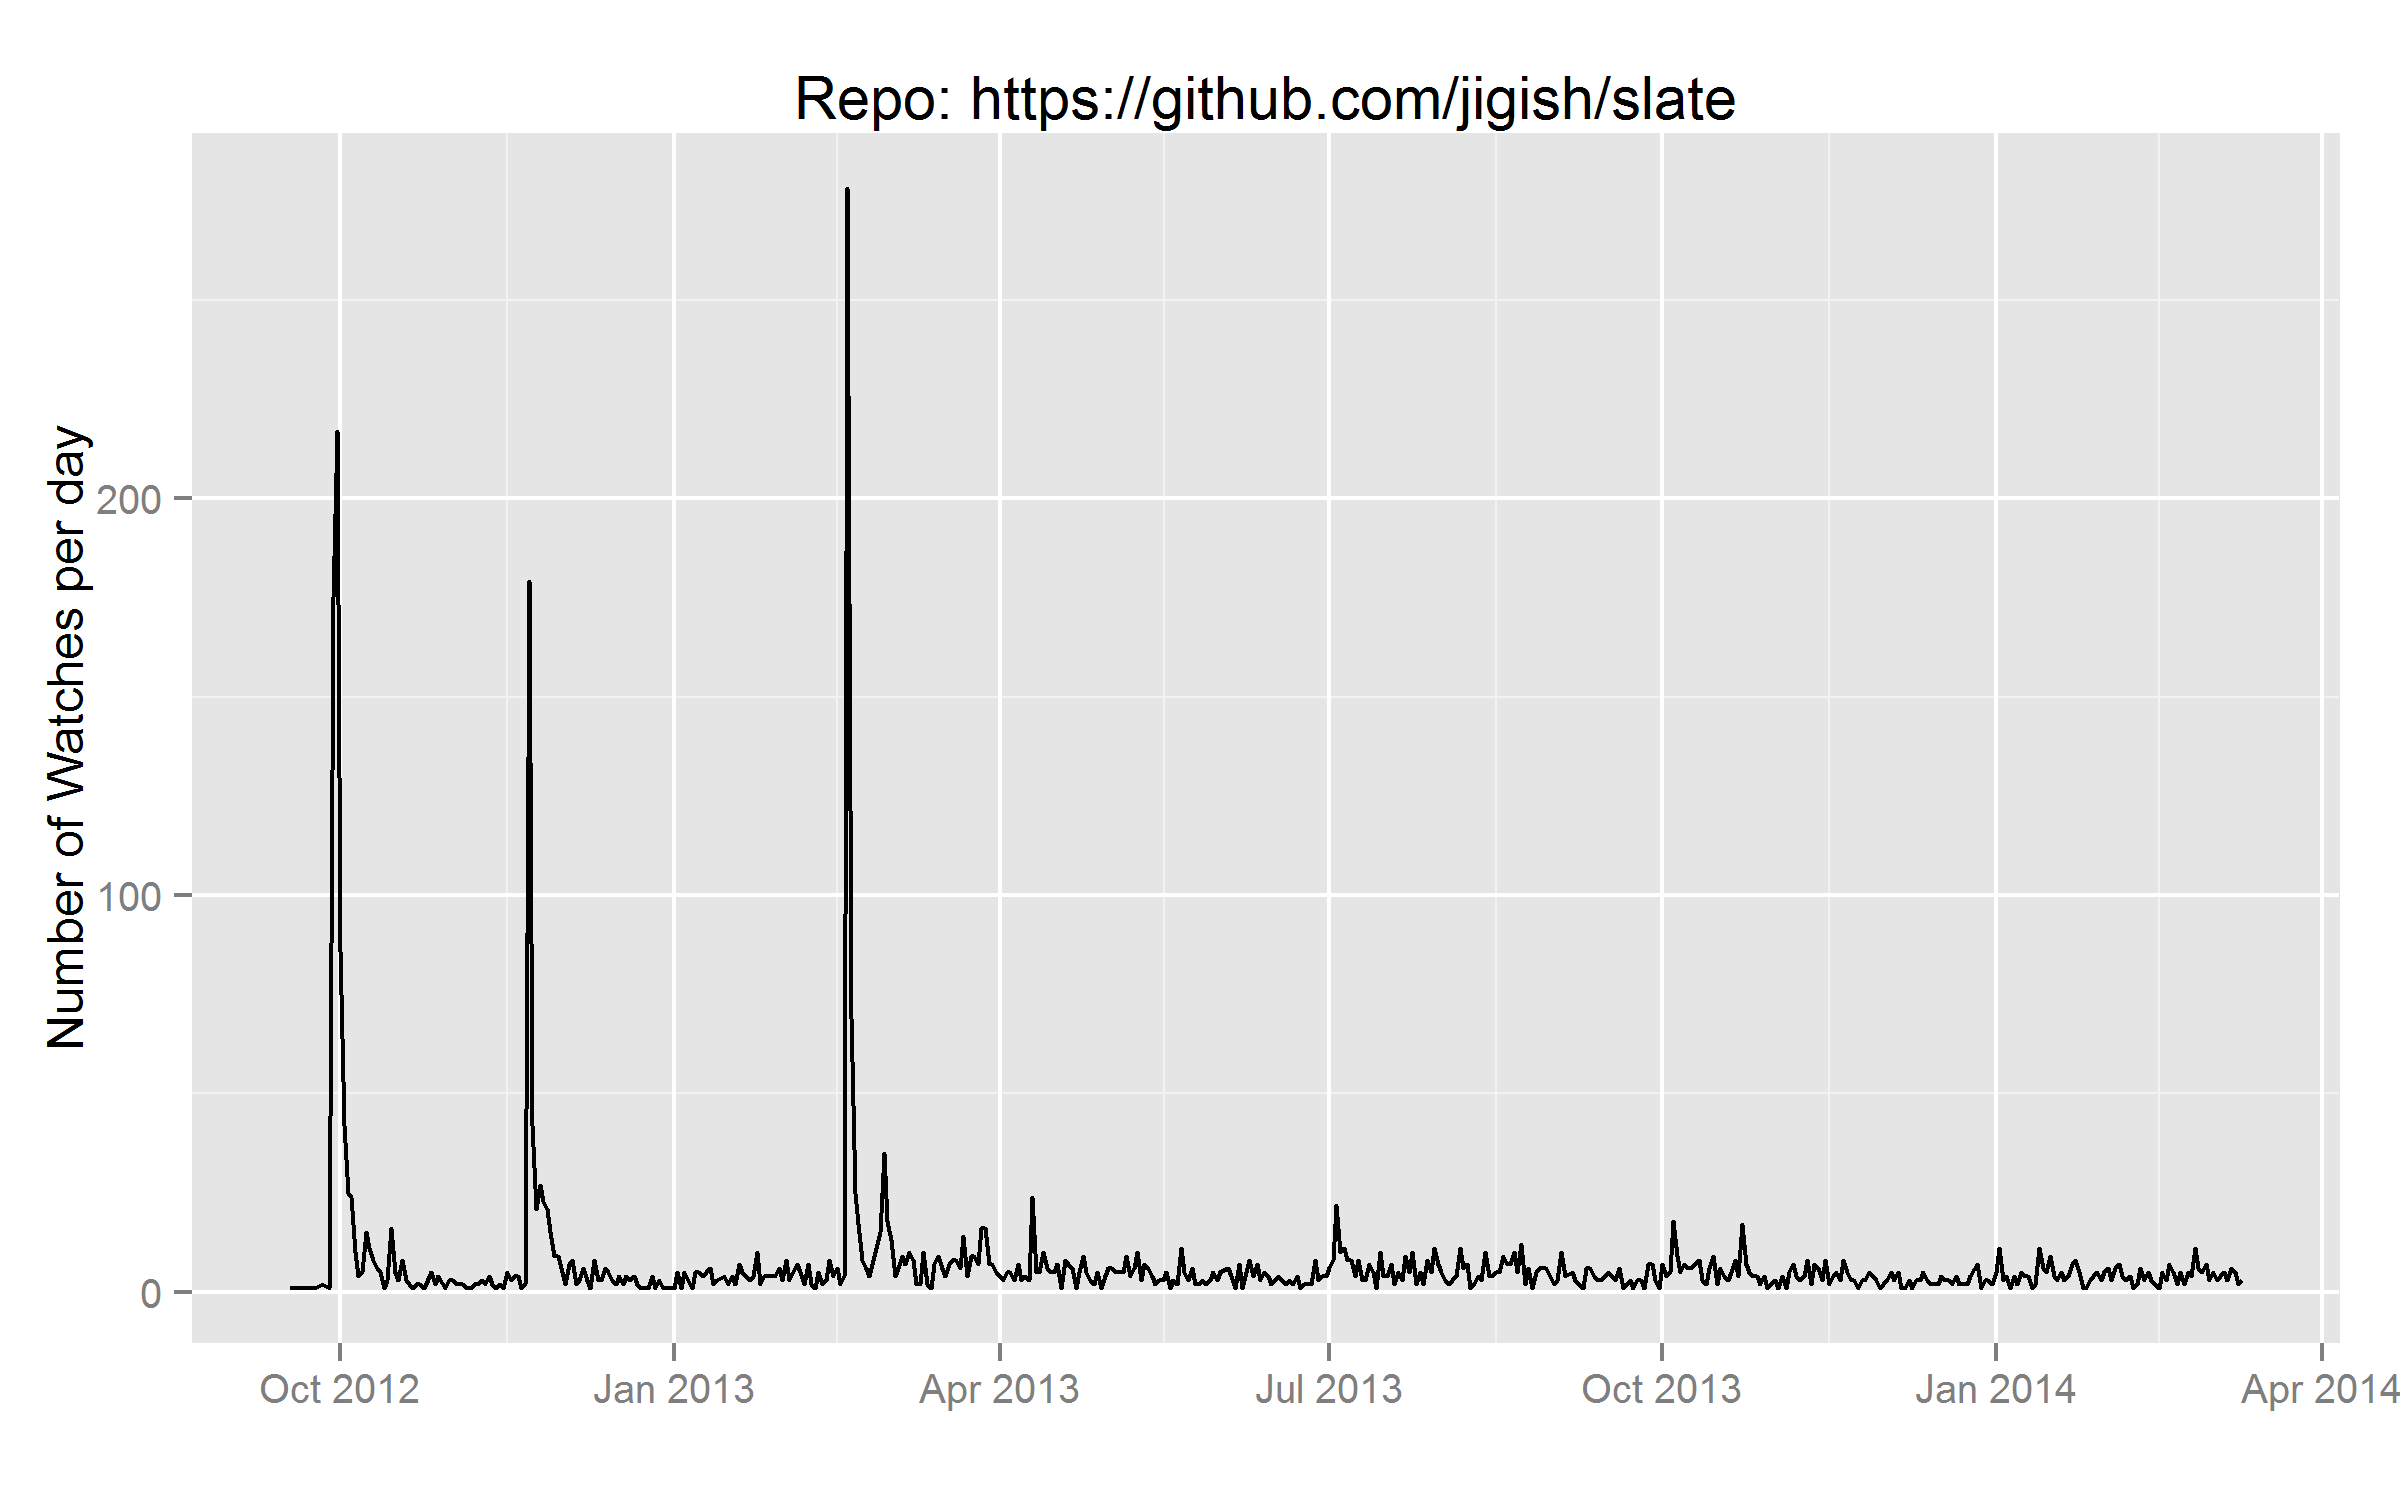 Repo: https://github.com/jigish/slate
Number of Watches per day
200
100
0
Oct 2012
Jan 2013
Apr 2013
Jul 2013
Oct 2013
Jan 2014
Apr 2014